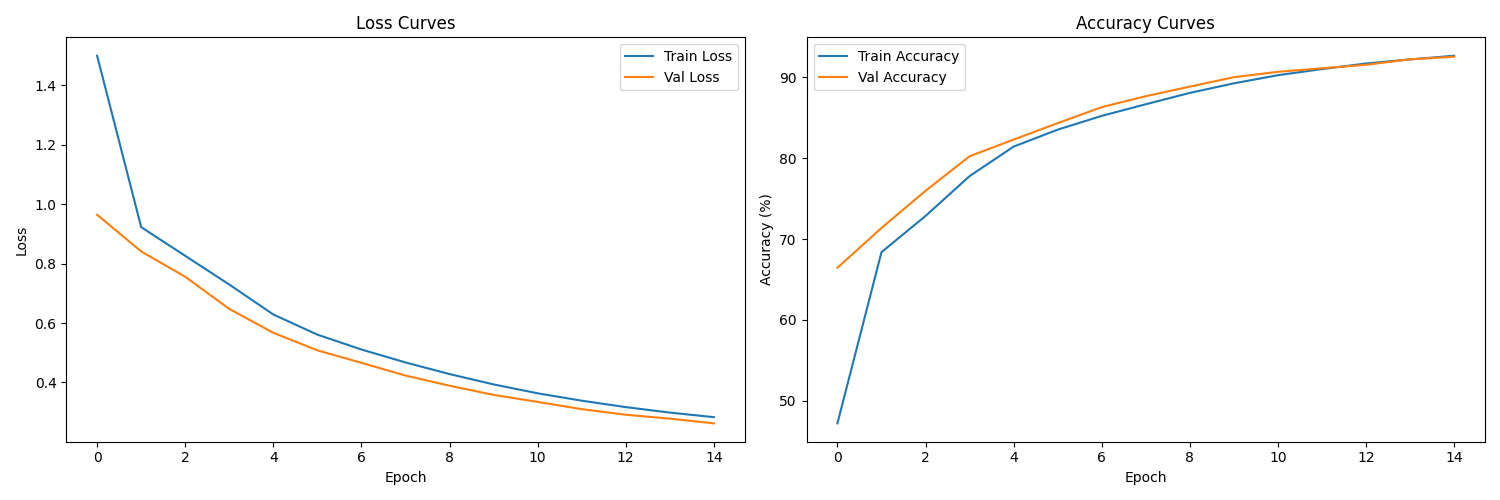 Loss Curves
Train Loss
Val Loss
1.4
1.2
1.0
0.8
0.6
0.4
Loss
0 2 4 6 8 10 12 14
Epoch
Accuracy Curves
Train Accuracy
Val Accuracy
90
80
70
60
50
Accuracy (%)
0 2 4 6 8 10 12 14
Epoch